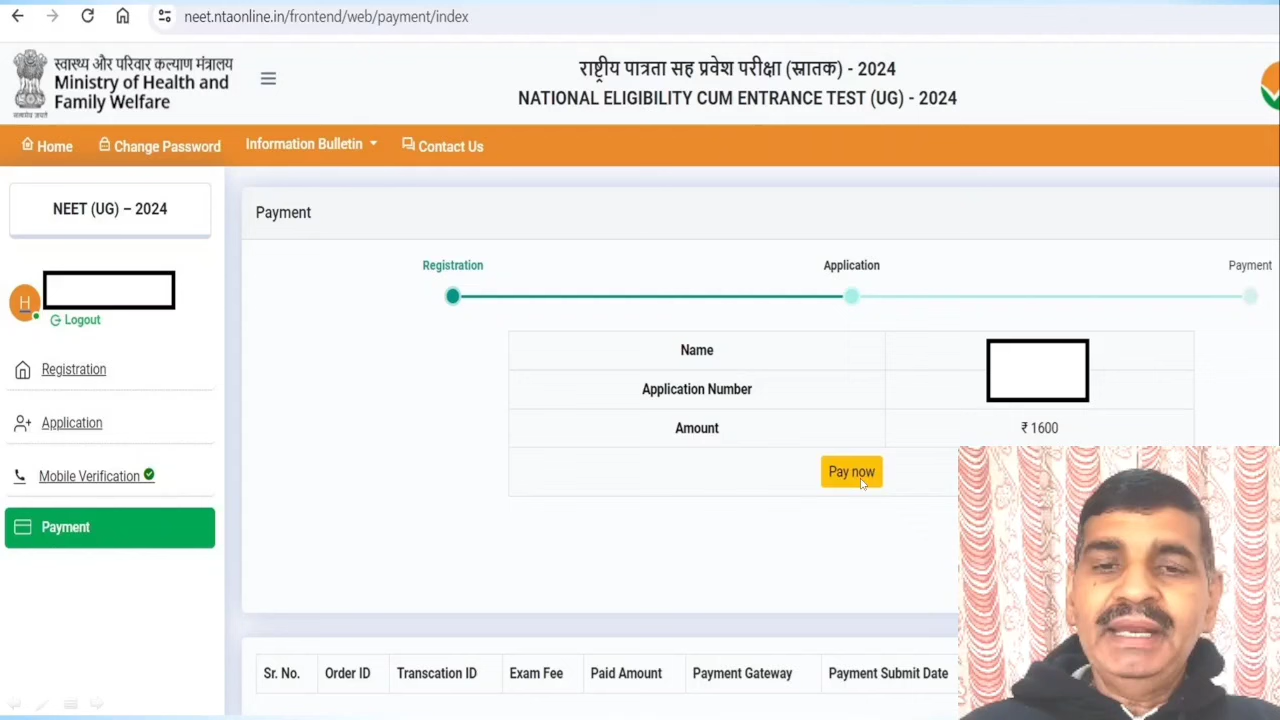 neet.ntaonline.in/frontend/web/payment/index
स्वास्थ्य और परिवार कल्याण मंत्रालय
Ministry of Health and
Family Welfare
सत्यमेव जयते
राष्ट्रीय पात्रता सह प्रवेश परीक्षा (स्नातक) - 2024
NATIONAL ELIGIBILITY CUM ENTRANCE TEST (UG) - 2024
Home Change Password Information Bulletin Contact Us
NEET (UG) – 2024
H
Logout
Registration
Application
Mobile Verification
Payment
Payment
Registration Application Payment
Name
Application Number
Amount ₹ 1600
Pay now
Sr. No. Order ID Transcation ID Exam Fee Paid Amount Payment Gateway Payment Submit Date